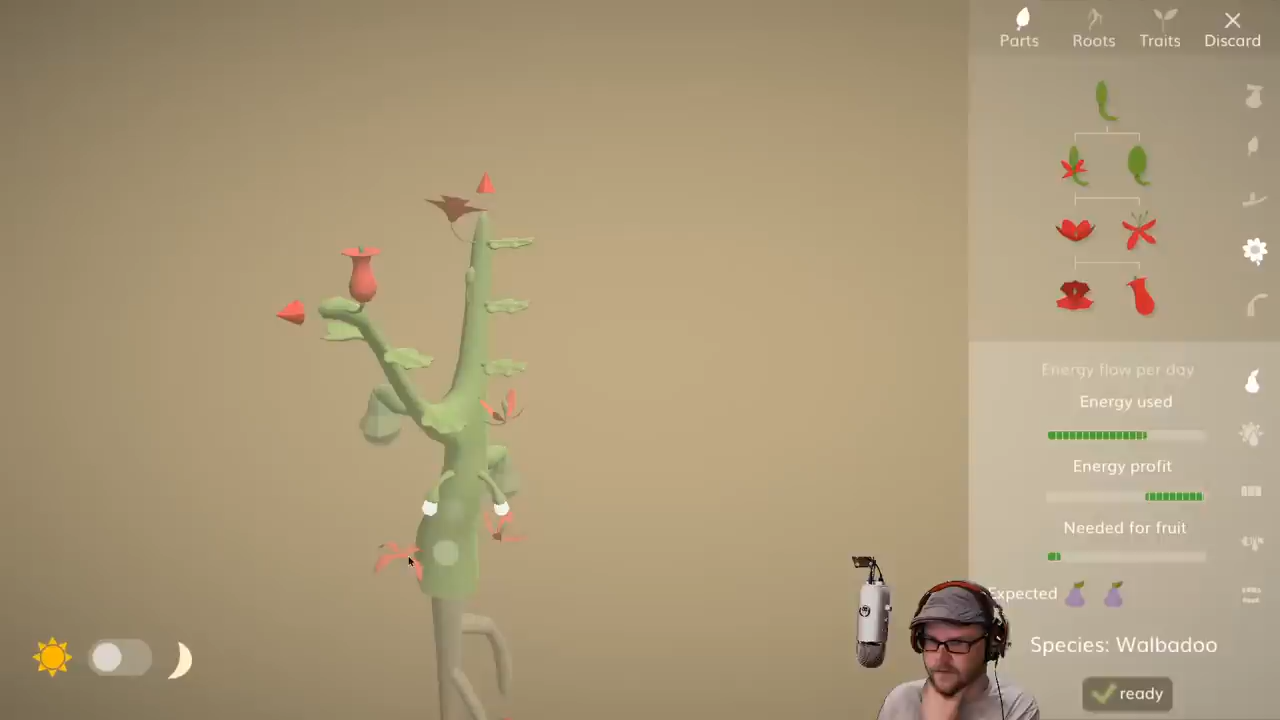 Parts Roots Traits Discard
Energy flow per day
Energy used
Energy profit
Needed for fruit
Expected
Species: Walbadoo
ready